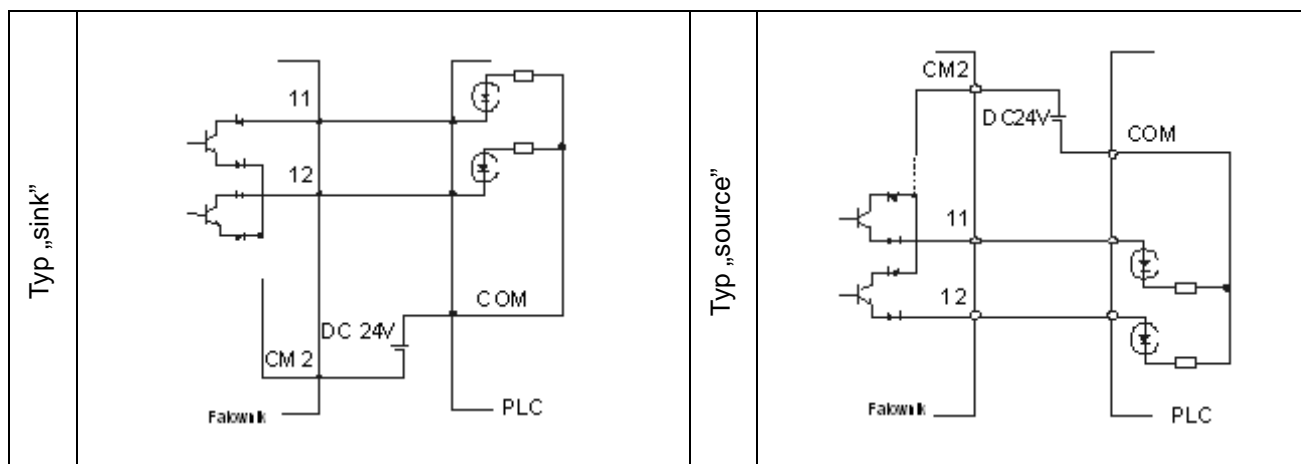 Typ „sink”
11
12
COM
DC 24V
CM 2
Falownik
PLC
Typ „source”
CM2
DC24V
COM
11
12
Falownik
PLC